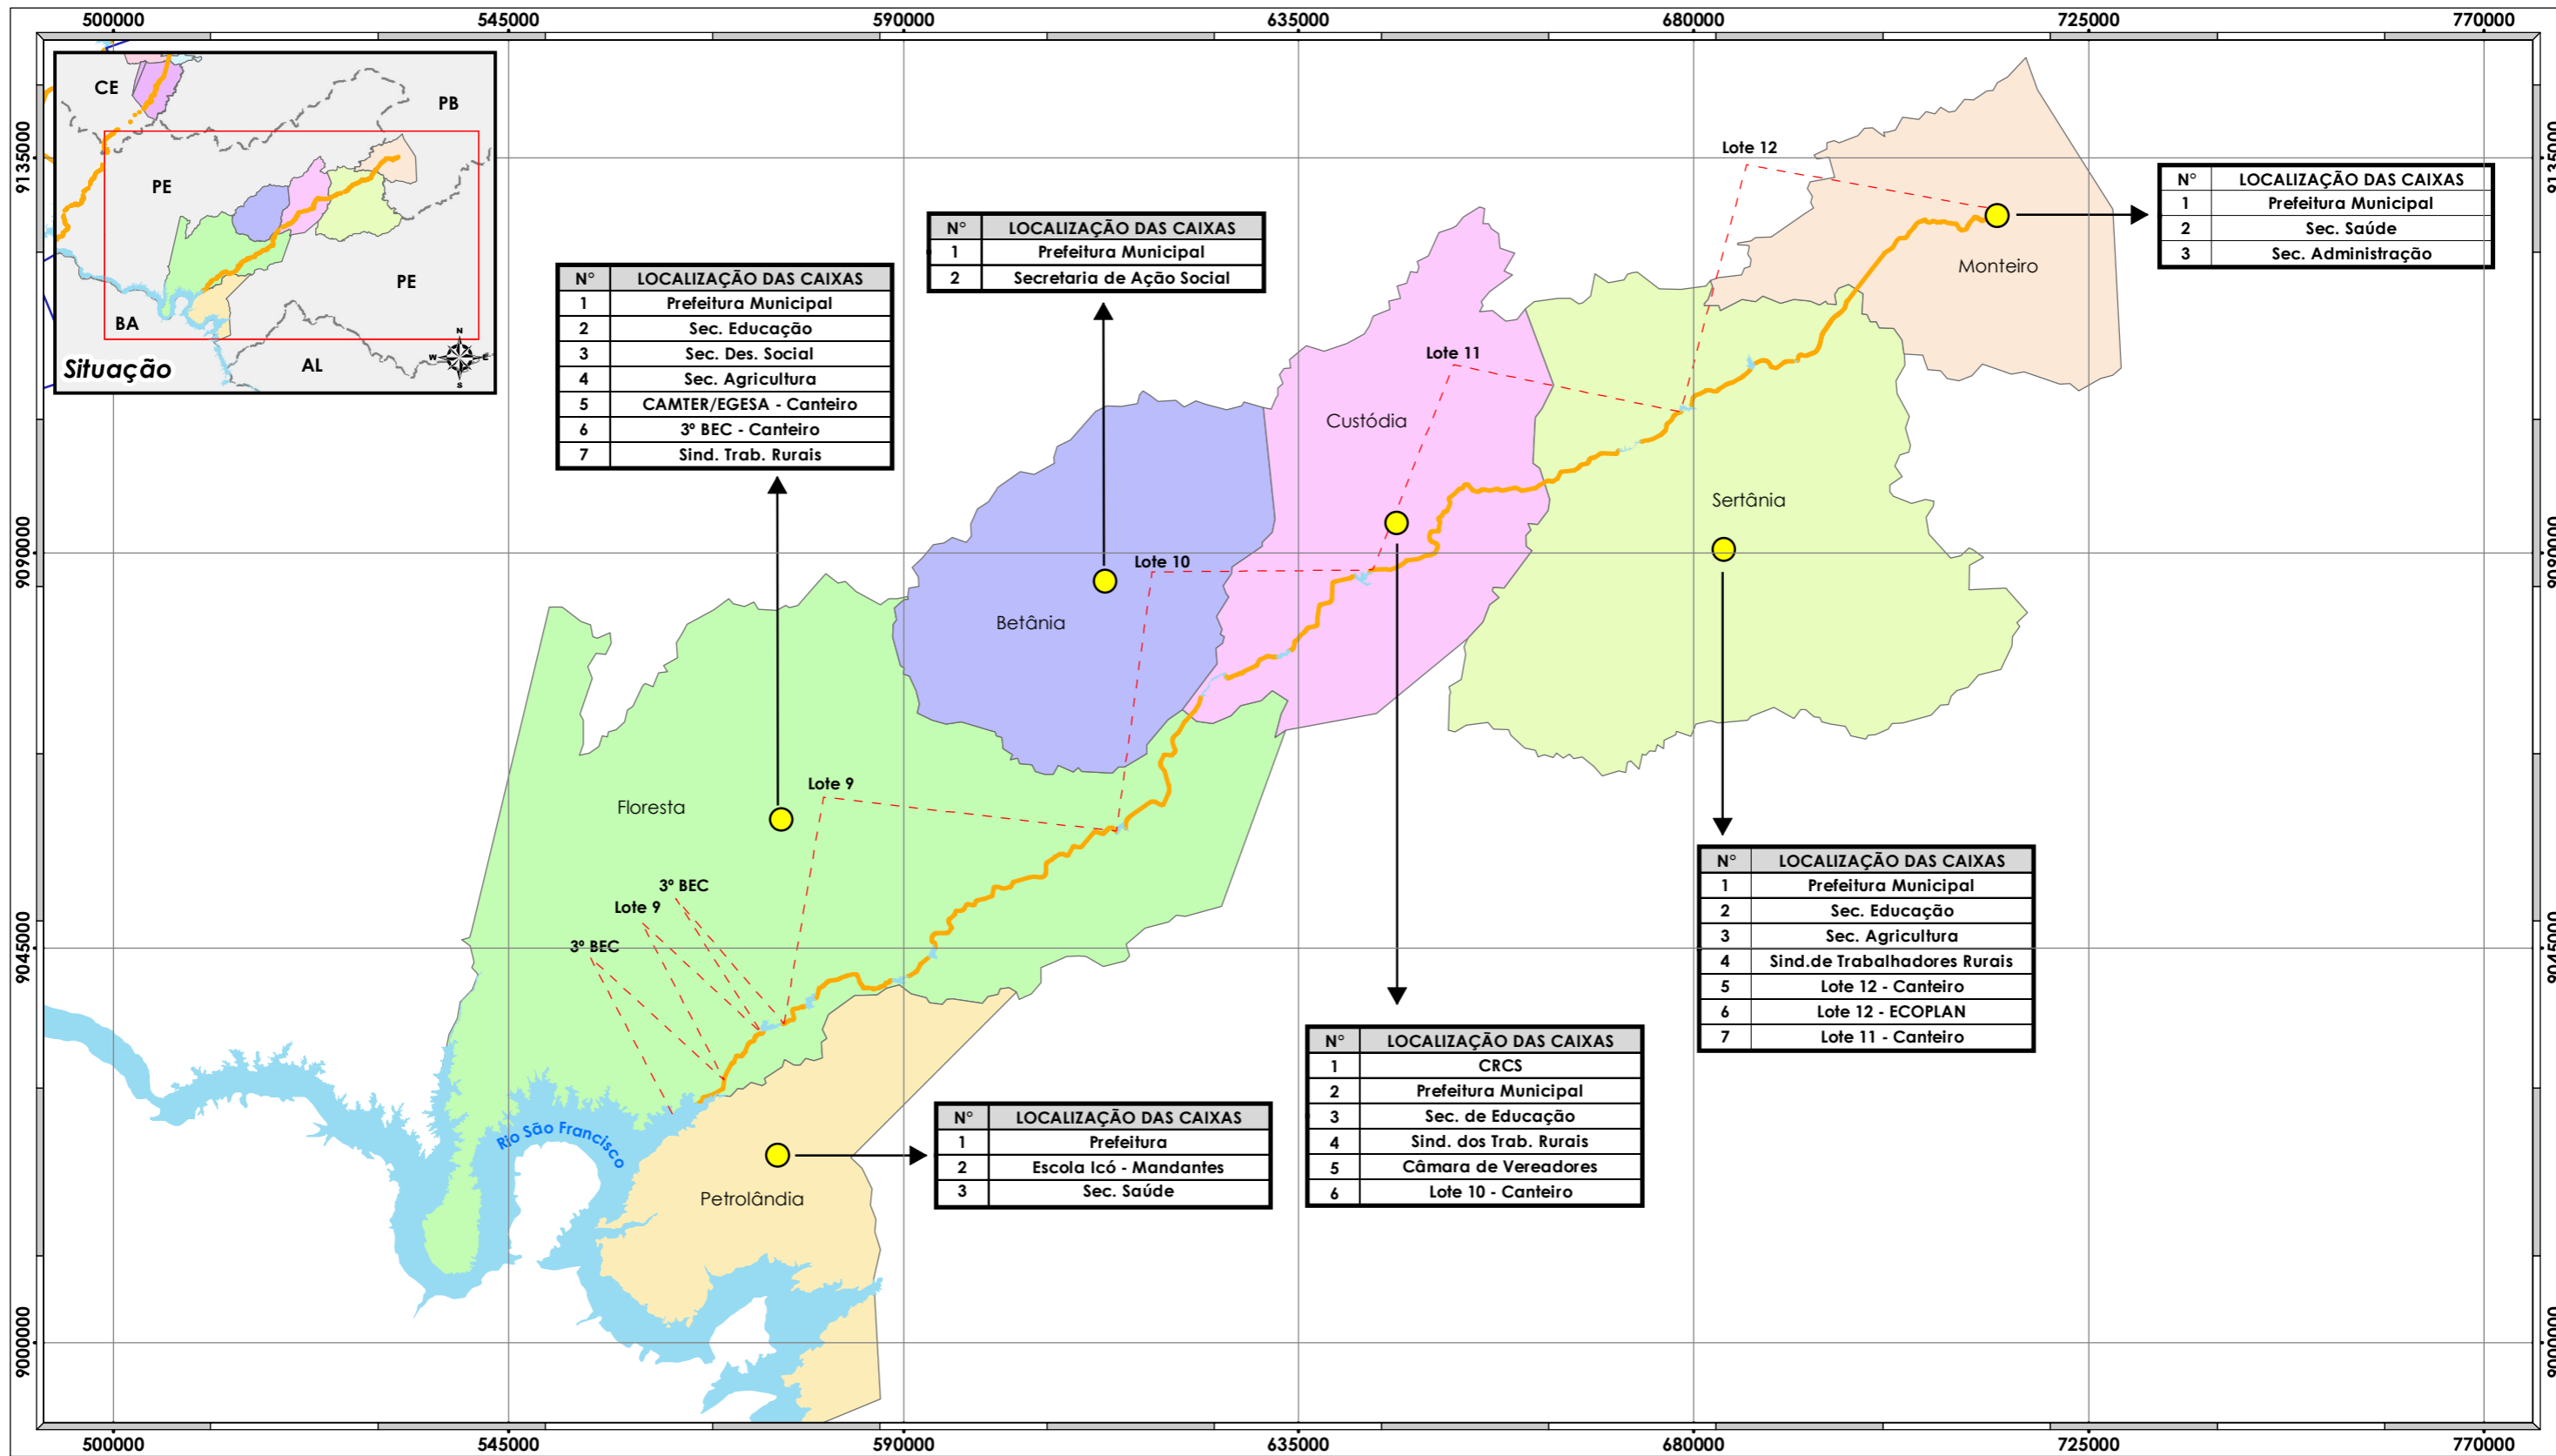 500000 545000 590000 635000 680000 725000 770000
9135000
9090000
9045000
9000000
CE
PB
PE
PE
BA
AL
N
W E
S
Situação
N° LOCALIZAÇÃO DAS CAIXAS
1 Prefeitura Municipal
2 Sec. Educação
3 Sec. Des. Social
4 Sec. Agricultura
5 CAMTER/EGESA - Canteiro
6 3º BEC - Canteiro
7 Sind. Trab. Rurais
N° LOCALIZAÇÃO DAS CAIXAS
1 Prefeitura Municipal
2 Secretaria de Ação Social
Lote 12
N° LOCALIZAÇÃO DAS CAIXAS
1 Prefeitura Municipal
2 Sec. Saúde
3 Sec. Administração
Monteiro
Lote 11
Custódia
Sertânia
Lote 10
Betânia
Lote 9
Floresta
3º BEC
Lote 9
3º BEC
N° LOCALIZAÇÃO DAS CAIXAS
1 Prefeitura Municipal
2 Sec. Educação
3 Sec. Agricultura
4 Sind.de Trabalhadores Rurais
5 Lote 12 - Canteiro
6 Lote 12 - ECOPLAN
7 Lote 11 - Canteiro
N° LOCALIZAÇÃO DAS CAIXAS
1 CRCS
2 Prefeitura Municipal
3 Sec. de Educação
4 Sind. dos Trab. Rurais
5 Câmara de Vereadores
6 Lote 10 - Canteiro
N° LOCALIZAÇÃO DAS CAIXAS
1 Prefeitura
2 Escola Icó - Mandantes
3 Sec. Saúde
Rio São Francisco
Petrolândia
9135000
9090000
9045000
9000000
500000 545000 590000 635000 680000 725000 770000